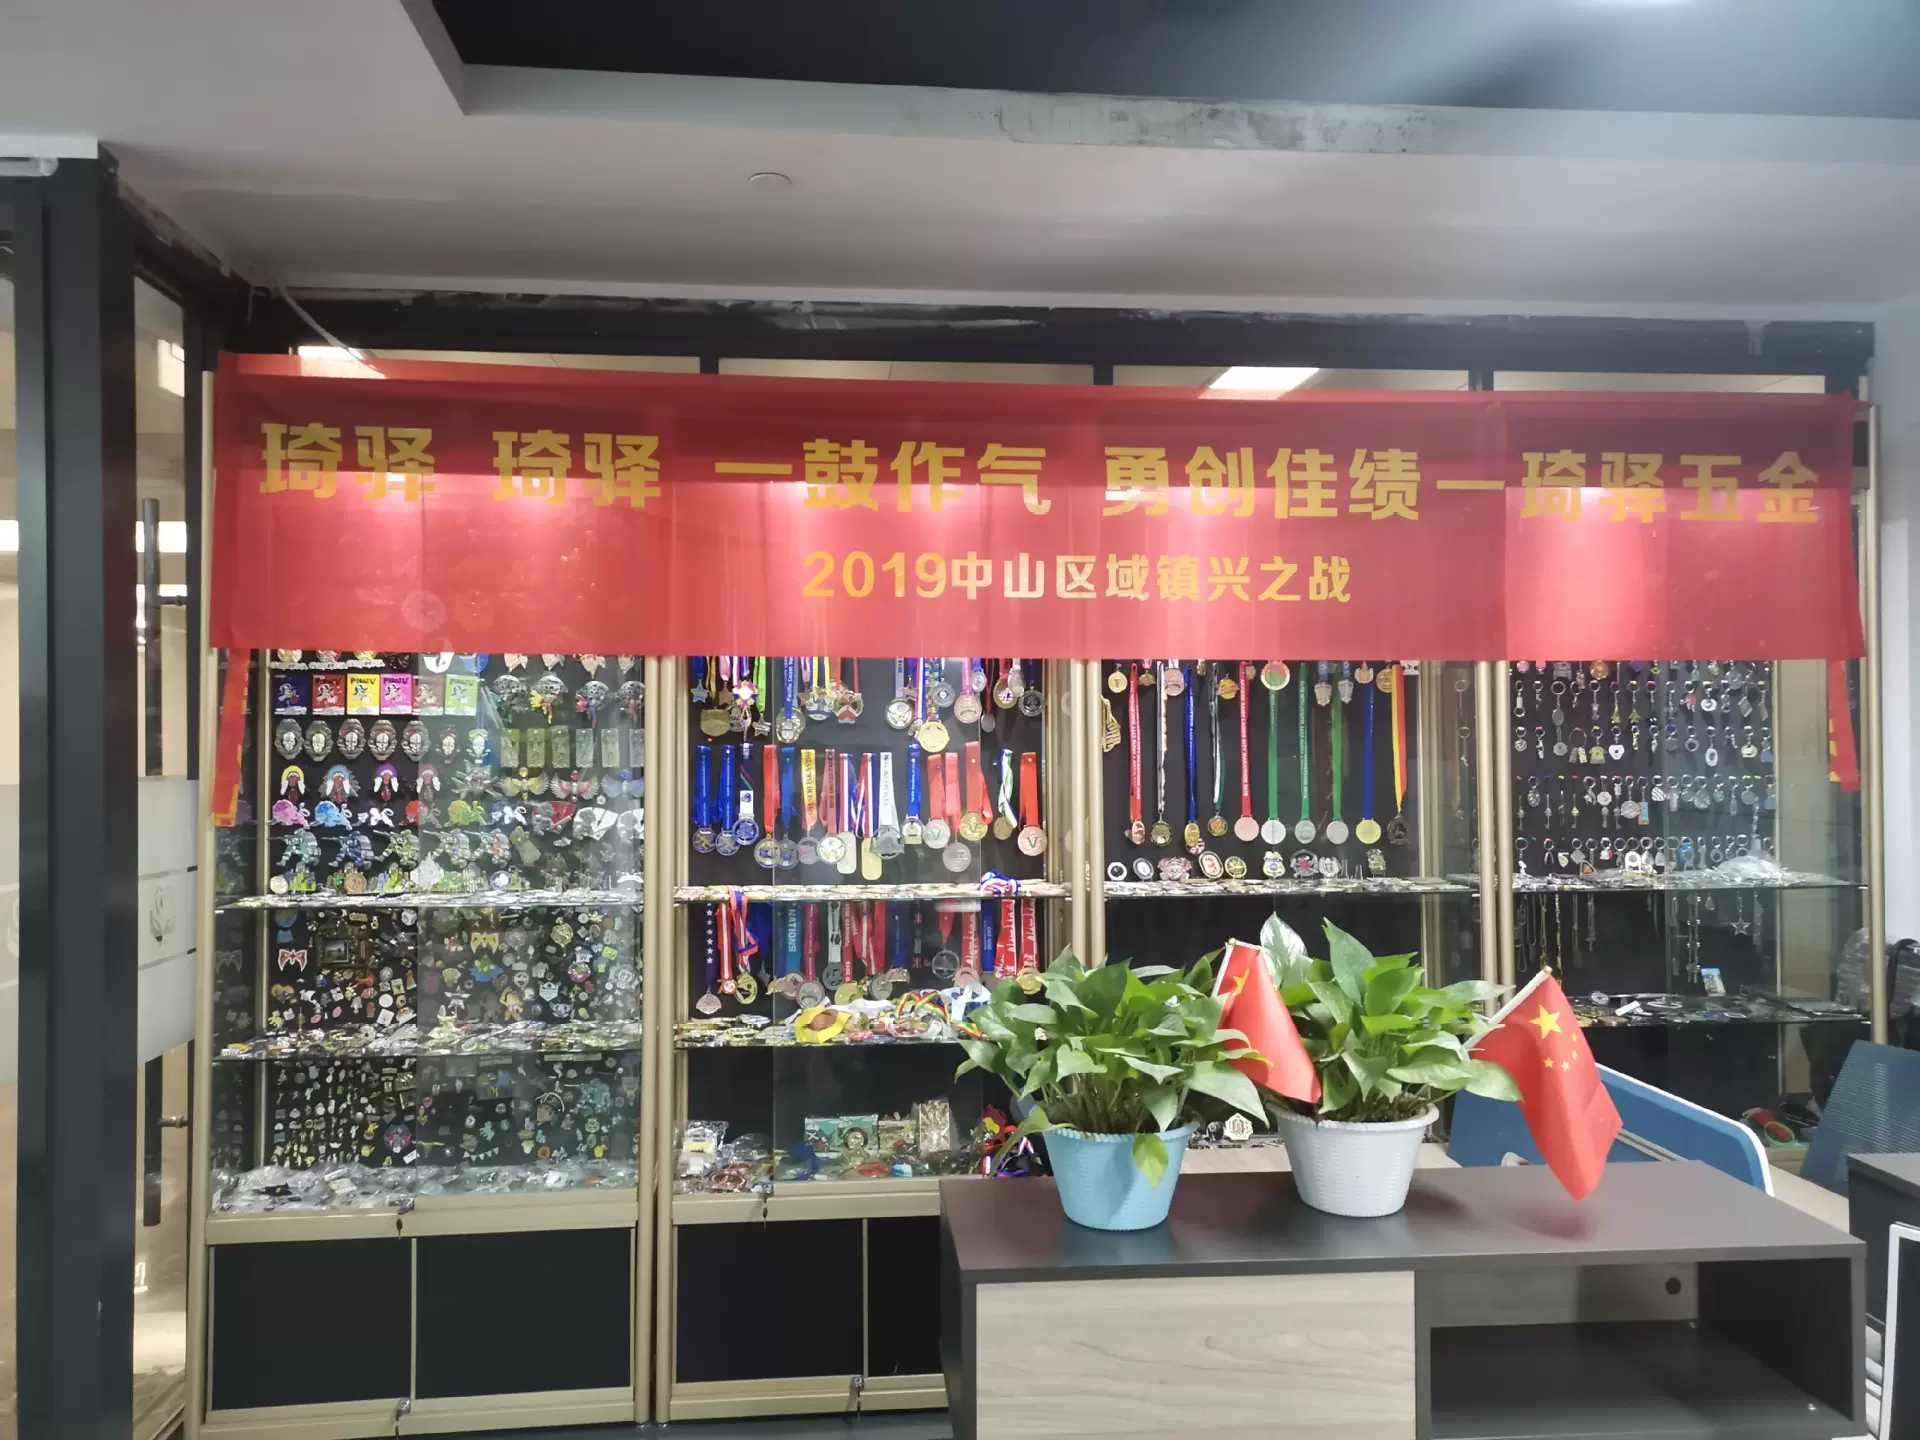 琦驿 琦驿 一鼓作气 勇创佳绩一琦驿五金
2019中山区域镇兴之战